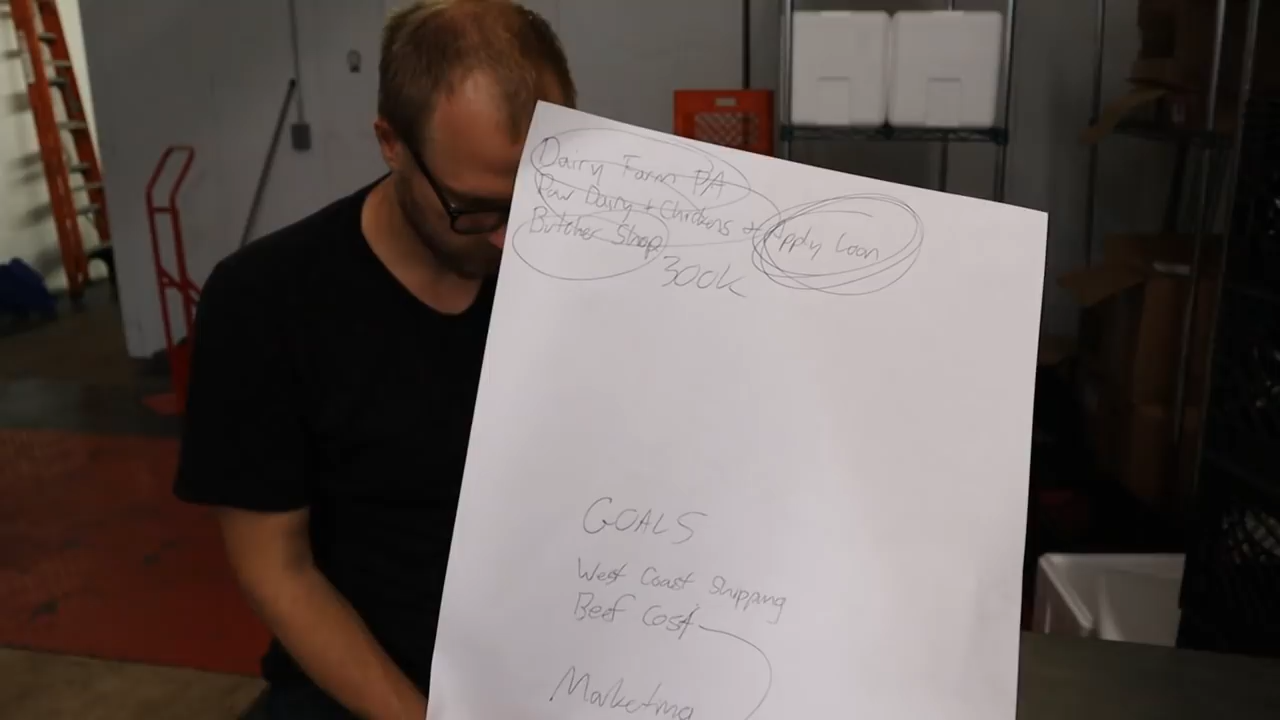 Dairy Farm PA
Raw Dairy + Chickens + Apply Loan
Butcher Shop
300k
GOALS
West Coast Shipping
Beef Cost
Marketing